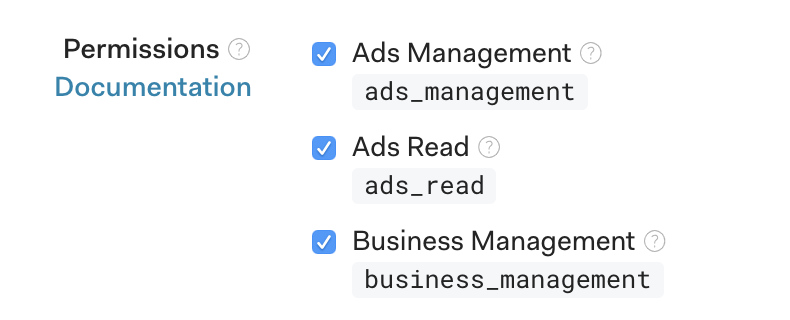 Permissions ?
Documentation
Ads Management ?
ads_management
Ads Read ?
ads_read
Business Management ?
business_management